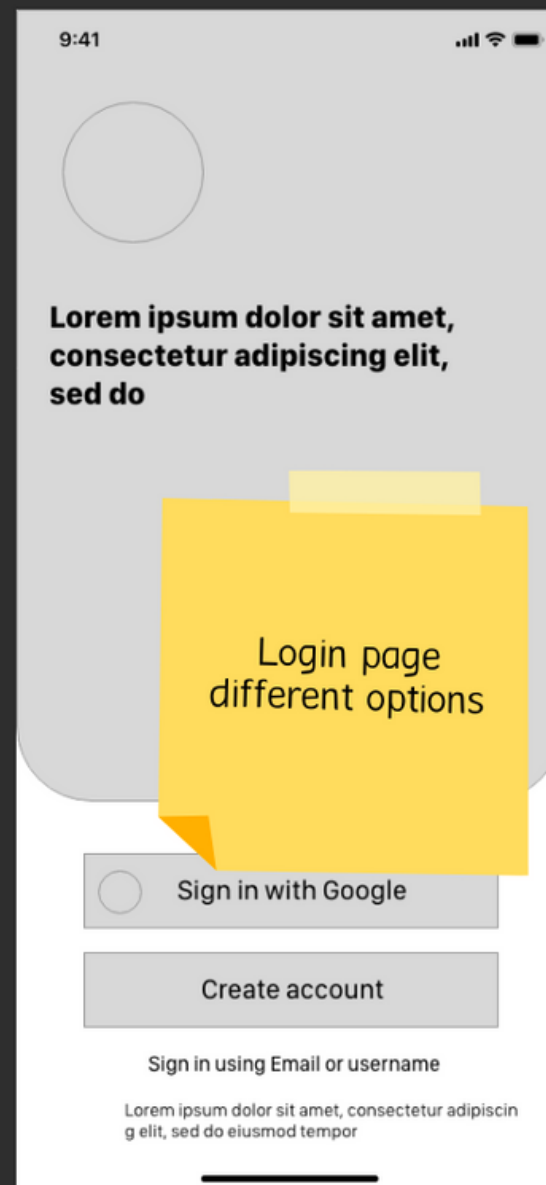 9:41
Lorem ipsum dolor sit amet,
consectetur adipiscing elit,
sed do
Login page
different options
Sign in with Google
Create account
Sign in using Email or username
Lorem ipsum dolor sit amet, consectetur adipiscin
g elit, sed do eiusmod tempor